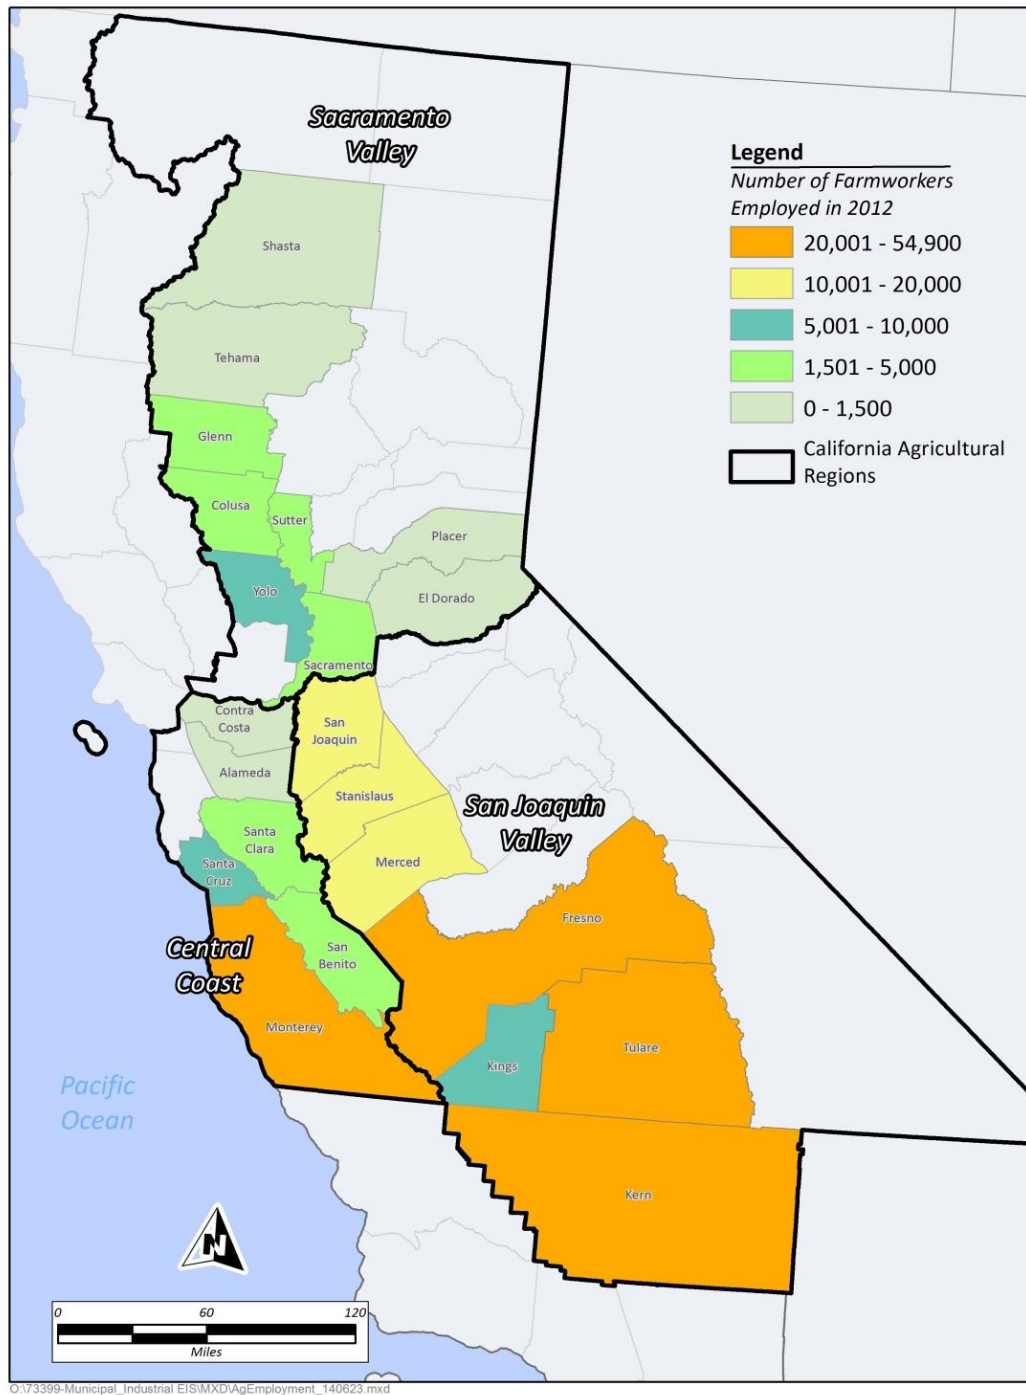 Sacramento
Valley
Legend
Number of Farmworkers
Employed in 2012
20,001 - 54,900
10,001 - 20,000
5,001 - 10,000
1,501 - 5,000
0 - 1,500
California Agricultural
Regions
Shasta
Tehama
Glenn
Colusa
Sutter
Placer
Yolo
El Dorado
Sacramento
Contra
Costa
San
Joaquin
Alameda
Stanislaus
San Joaquin
Valley
Santa
Clara
Merced
Santa
Cruz
Fresno
Central
Coast
San
Benito
Monterey
Tulare
Kings
Pacific
Ocean
Kern
N
0 60 120
Miles
O:\73399-Municipal_Industrial EIS\MXD\AgEmployment_140623.mxd